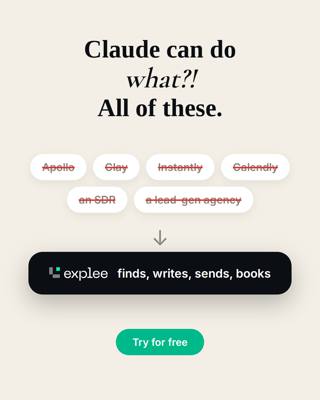 Claude can do
what?!
All of these.
Apollo Clay Instantly Calendly
an SDR a lead-gen agency
explee finds, writes, sends, books
Try for free